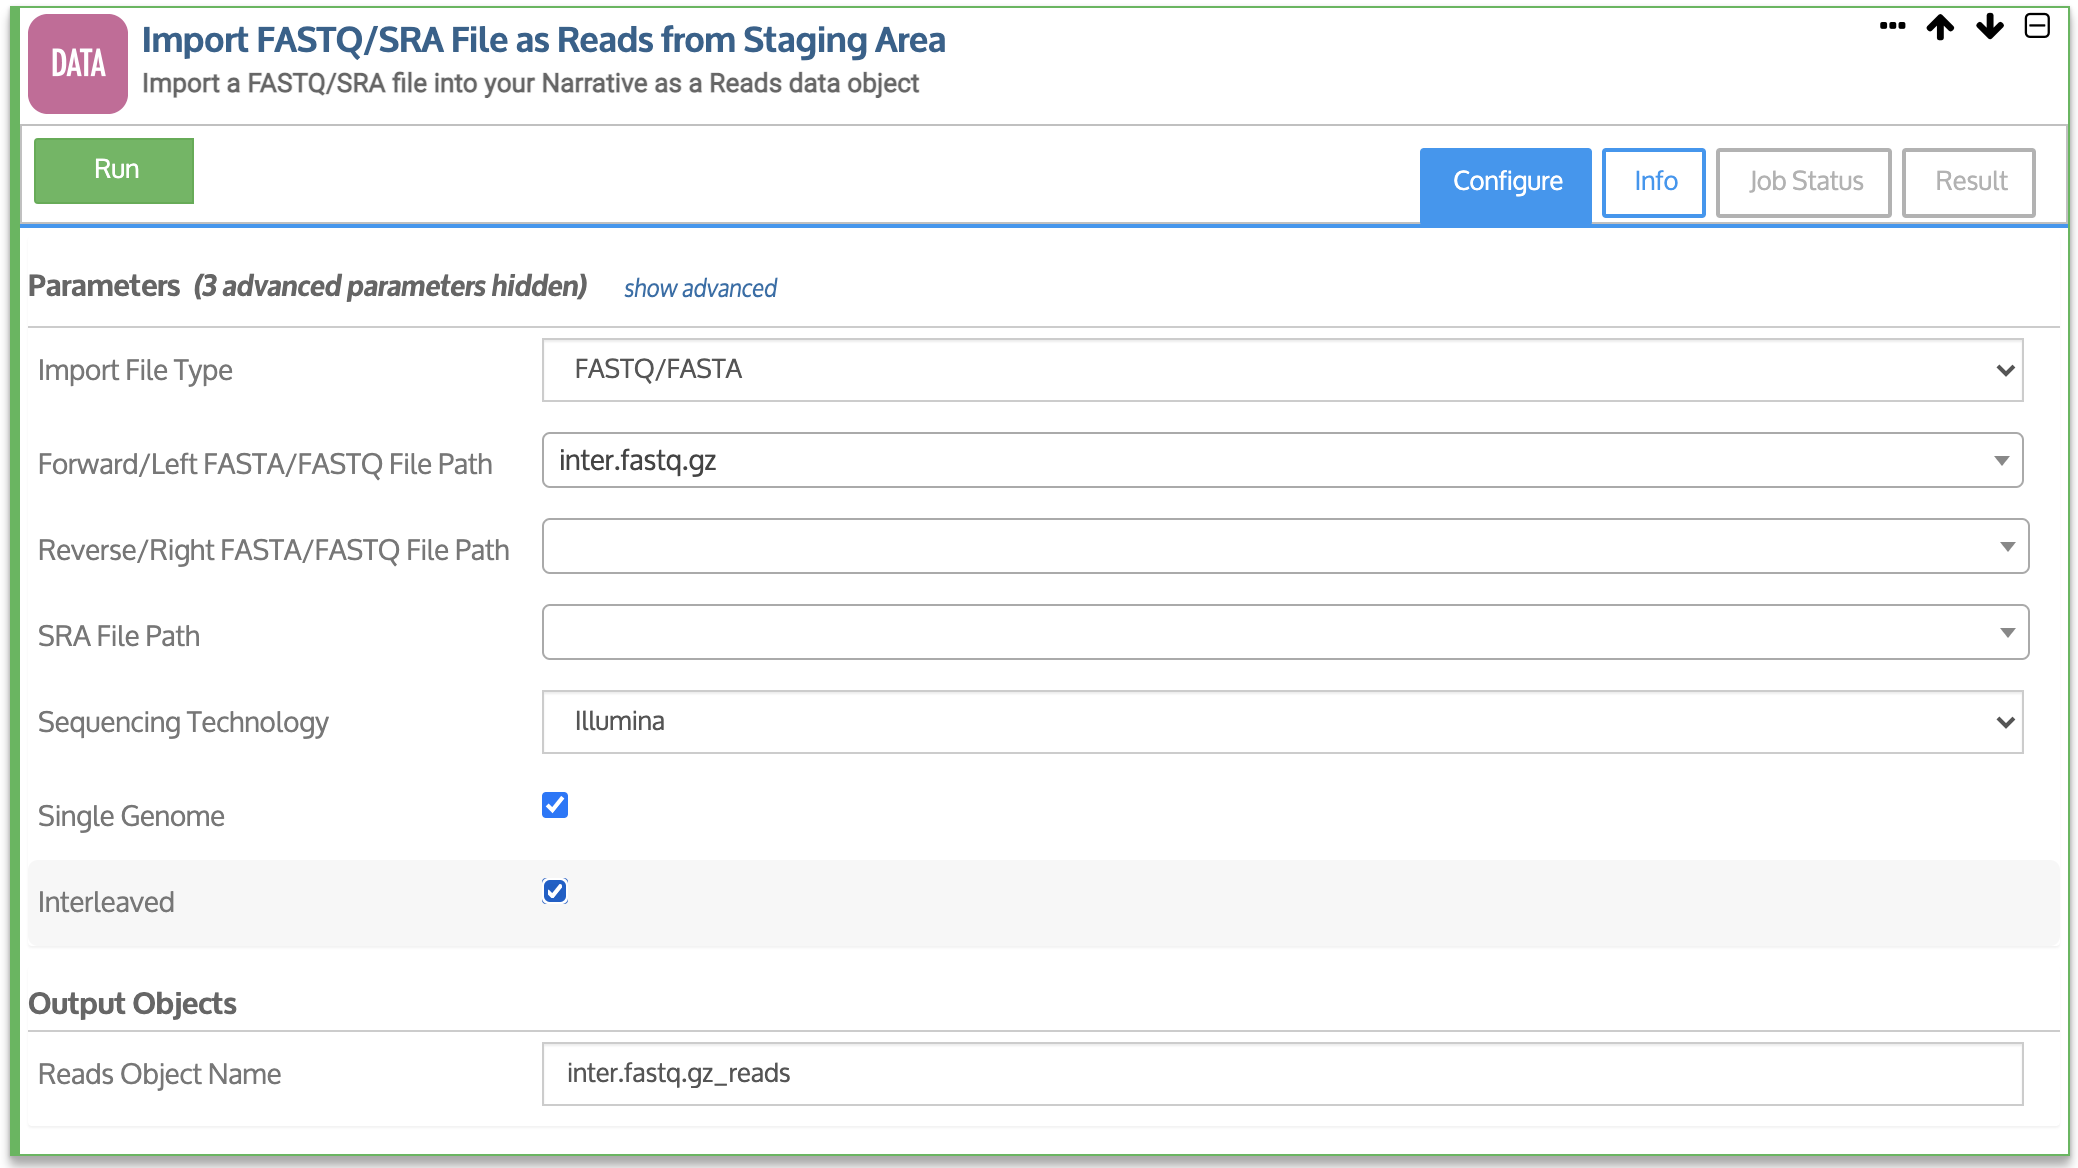 DATA
Import FASTQ/SRA File as Reads from Staging Area
Import a FASTQ/SRA file into your Narrative as a Reads data object
Run
Configure
Info
Job Status
Result
Parameters (3 advanced parameters hidden) show advanced
Import File Type
FASTQ/FASTA
Forward/Left FASTA/FASTQ File Path
inter.fastq.gz
Reverse/Right FASTA/FASTQ File Path
SRA File Path
Sequencing Technology
Illumina
Single Genome
Interleaved
Output Objects
Reads Object Name
inter.fastq.gz_reads